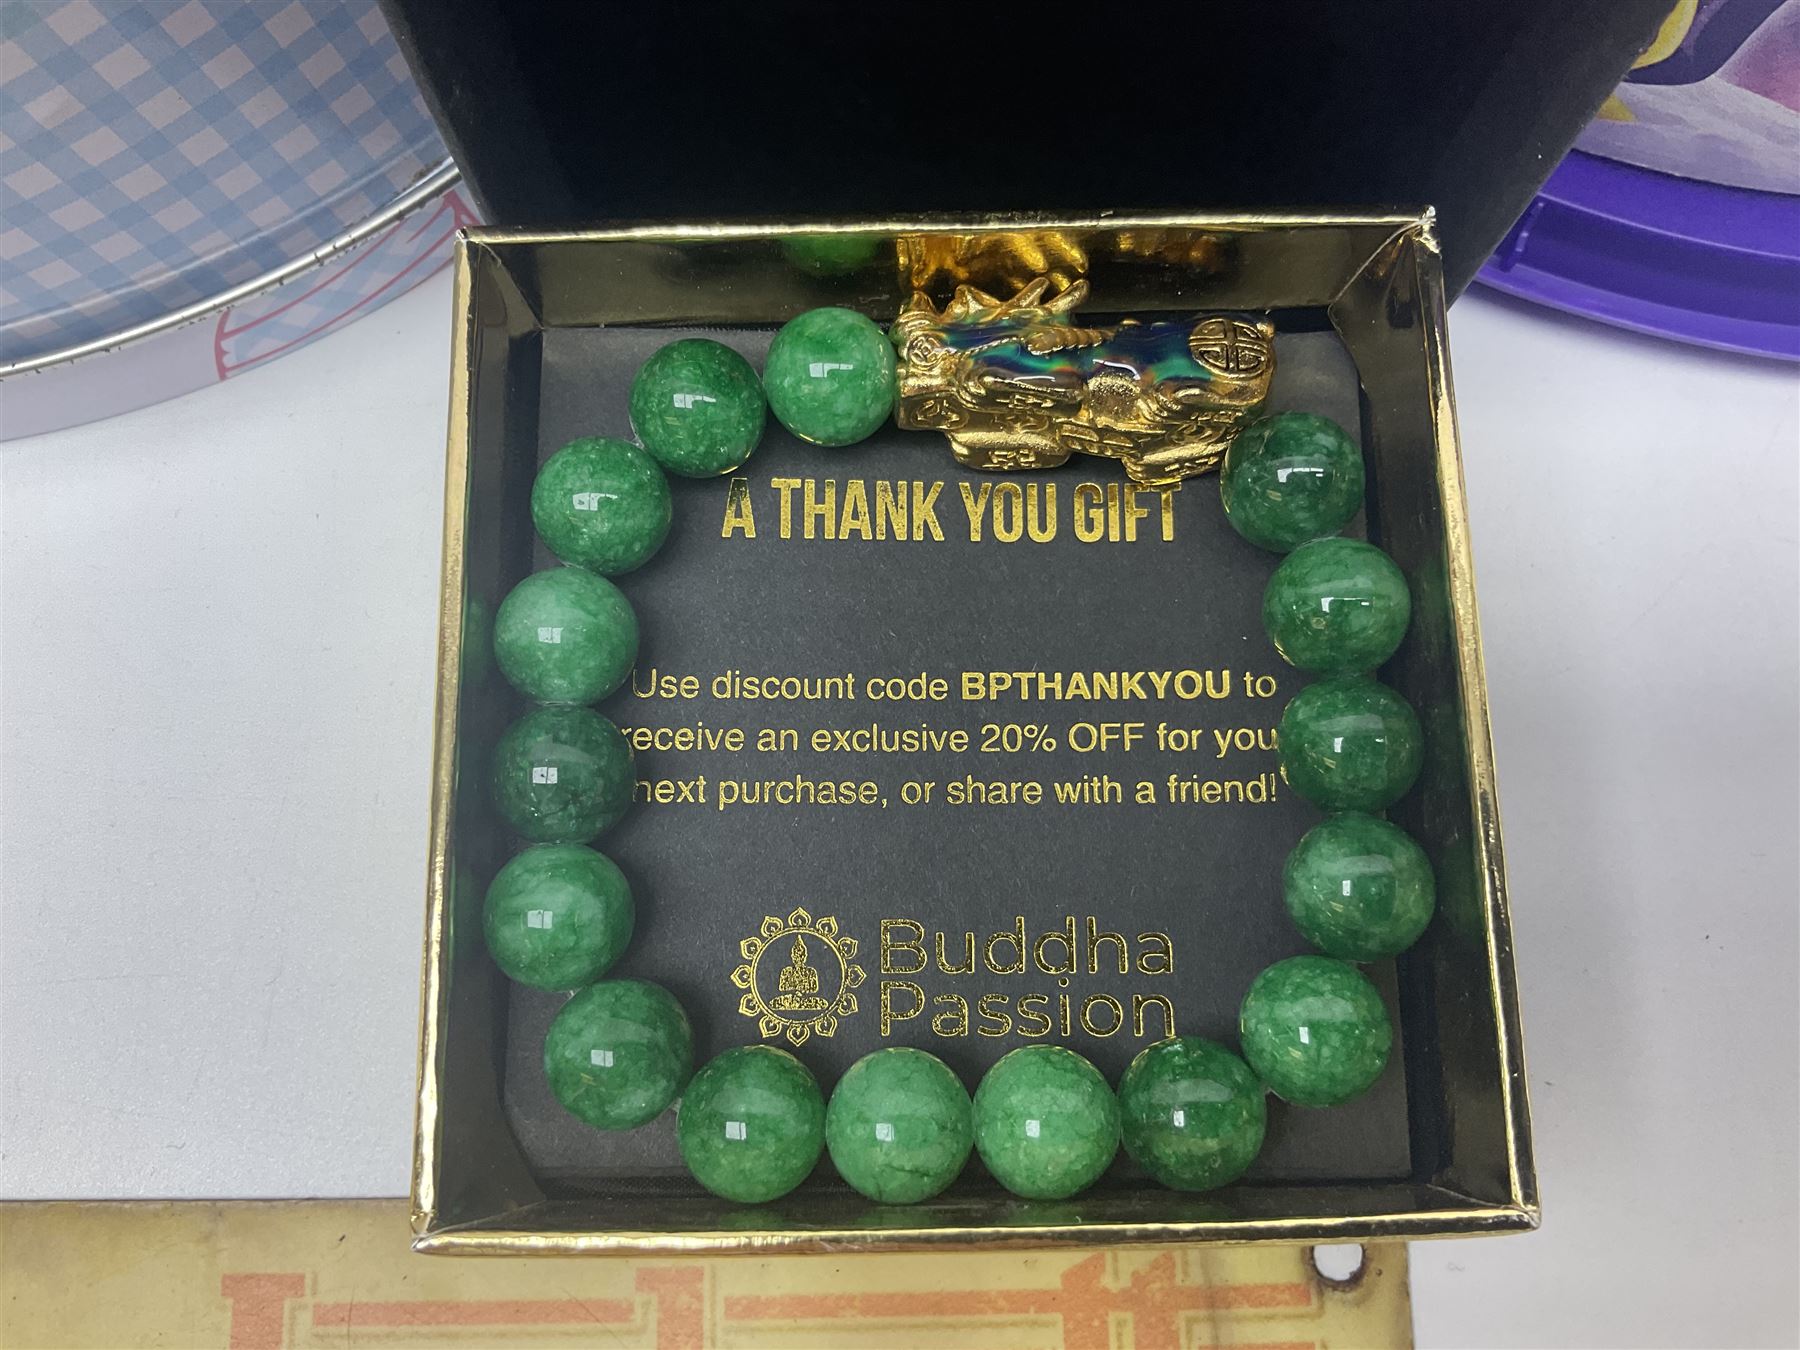 A THANK YOU GIFT
Use discount code BPTHANKYOU to
receive an exclusive 20% OFF for you
next purchase, or share with a friend!
Buddha
Passion